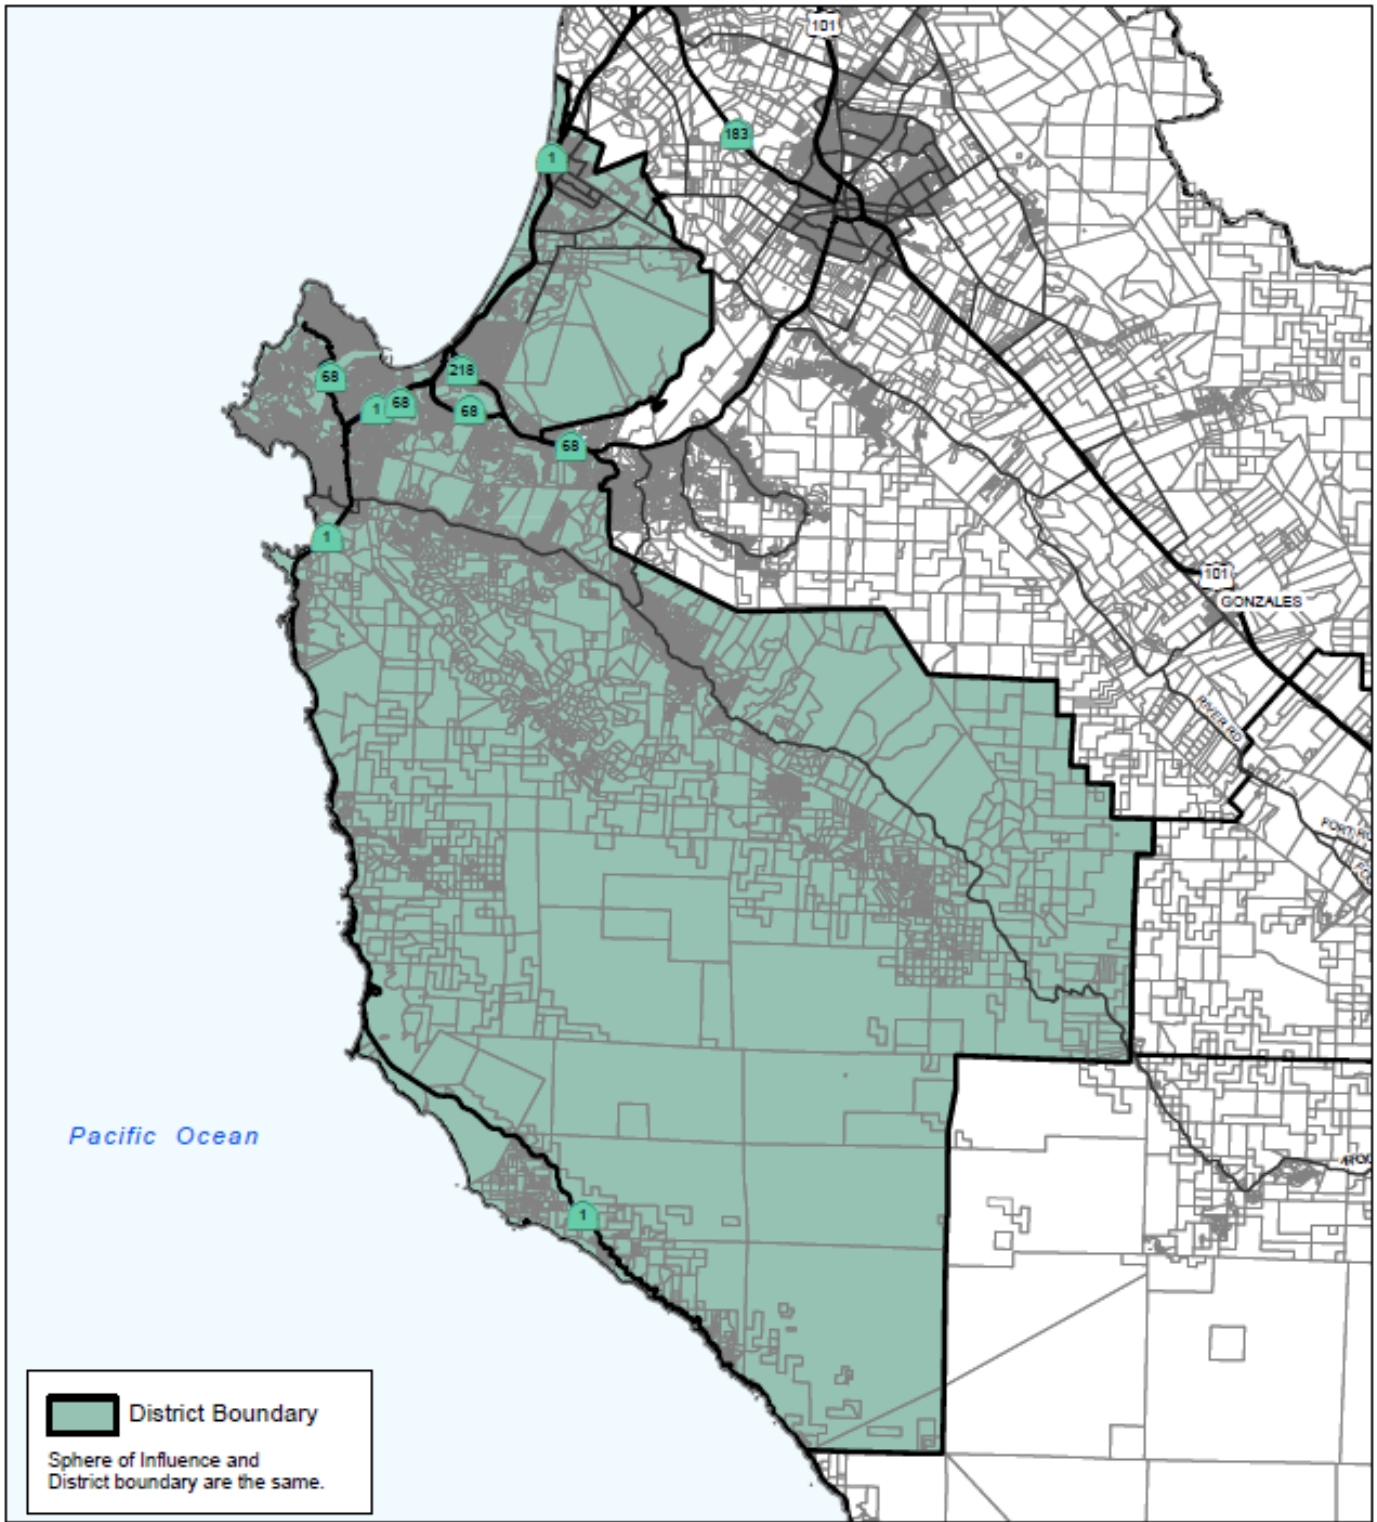 101
183
1
68
218
1
68
68
68
1
101
GONZALES
RIVER RD
Pacific Ocean
1
District Boundary
Sphere of Influence and
District boundary are the same.